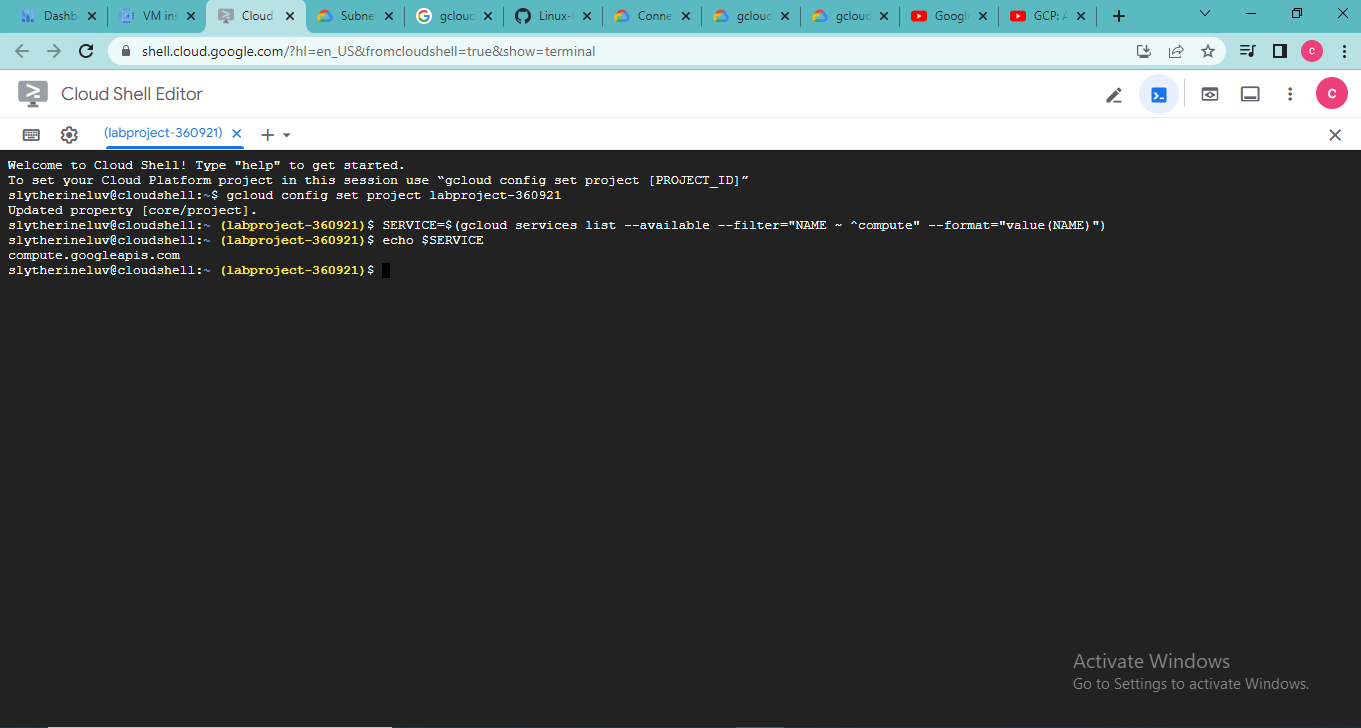 Dashb
VM ins
Cloud
Subne
gcloud
Linux-
Conne
gcloud
gcloud
Google
GCP: A
shell.cloud.google.com/?hl=en_US&fromcloudshell=true&show=terminal
C
Cloud Shell Editor
C
(labproject-360921)
Welcome to Cloud Shell! Type "help" to get started.
To set your Cloud Platform project in this session use “gcloud config set project [PROJECT_ID]”
slytherineluv@cloudshell:~$ gcloud config set project labproject-360921
Updated property [core/project].
slytherineluv@cloudshell:~ (labproject-360921)$ SERVICE=$(gcloud services list --available --filter="NAME ~ ^compute" --format="value(NAME)")
slytherineluv@cloudshell:~ (labproject-360921)$ echo $SERVICE
compute.googleapis.com
slytherineluv@cloudshell:~ (labproject-360921)$
Activate Windows
Go to Settings to activate Windows.